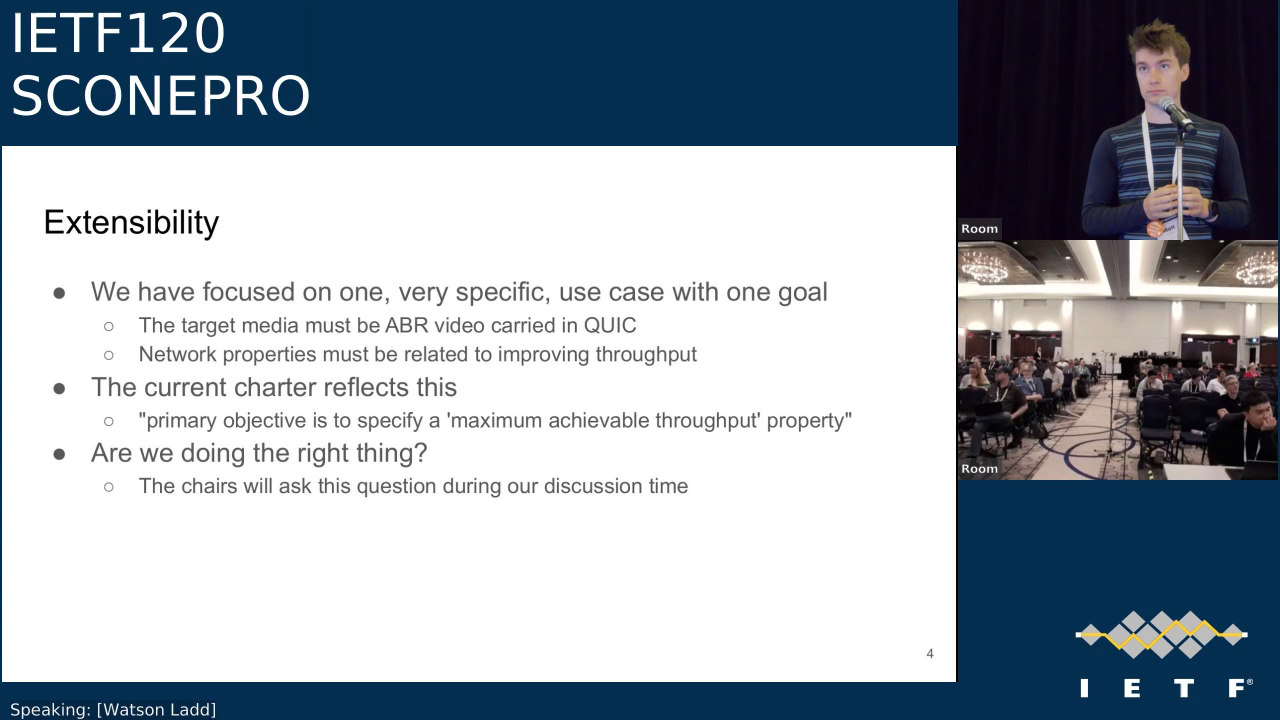 IETF120
SCONEPRO
Extensibility
● We have focused on one, very specific, use case with one goal
○ The target media must be ABR video carried in QUIC
○ Network properties must be related to improving throughput
● The current charter reflects this
○ "primary objective is to specify a 'maximum achievable throughput' property"
● Are we doing the right thing?
○ The chairs will ask this question during our discussion time
4
Room
Matt
Room
I E T F®
Speaking: [Watson Ladd]